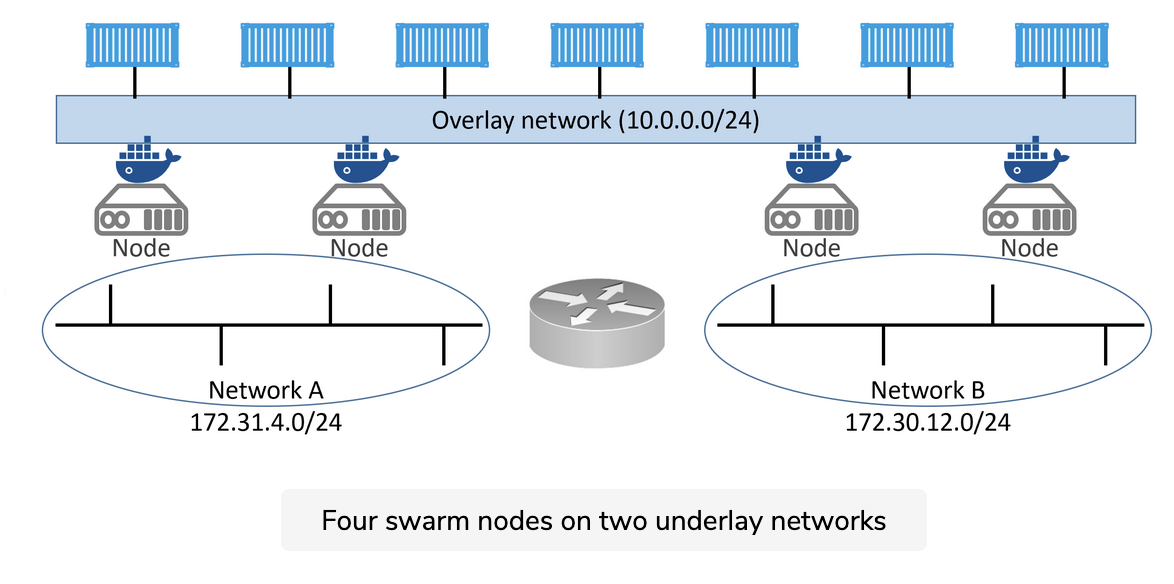 Overlay network (10.0.0.0/24)
Node
Node
Node
Node
Network A
172.31.4.0/24
Network B
172.30.12.0/24
Four swarm nodes on two underlay networks